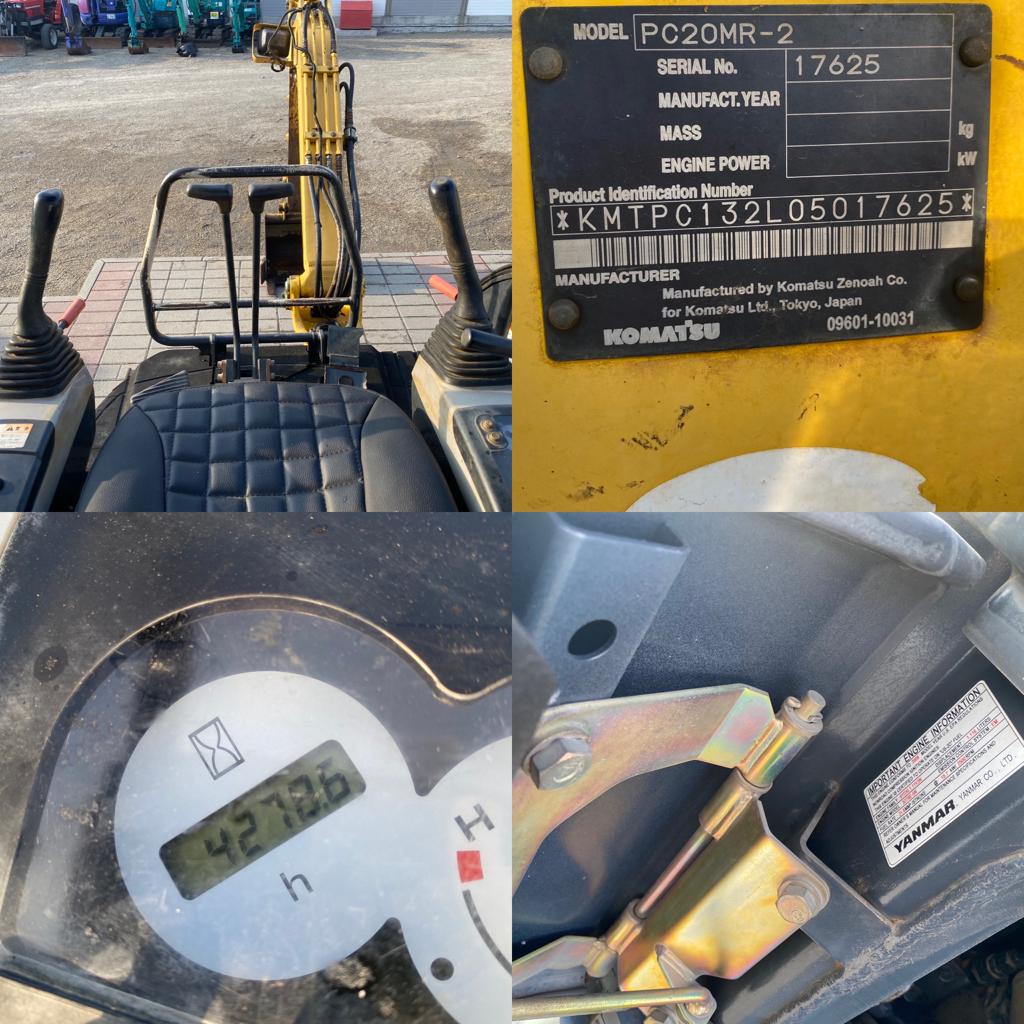 MODEL PC20MR-2
SERIAL No. 17625
MANUFACT. YEAR
MASS kg
ENGINE POWER kW
Product Identification Number
*KMTPC132L05017625*
MANUFACTURER
Manufactured by Komatsu Zenoah Co.
for Komatsu Ltd., Tokyo, Japan
KOMATSU 09601-10031
4278.6
h
H
IMPORTANT ENGINE INFORMATION
YANMAR YANMAR CO., LTD.